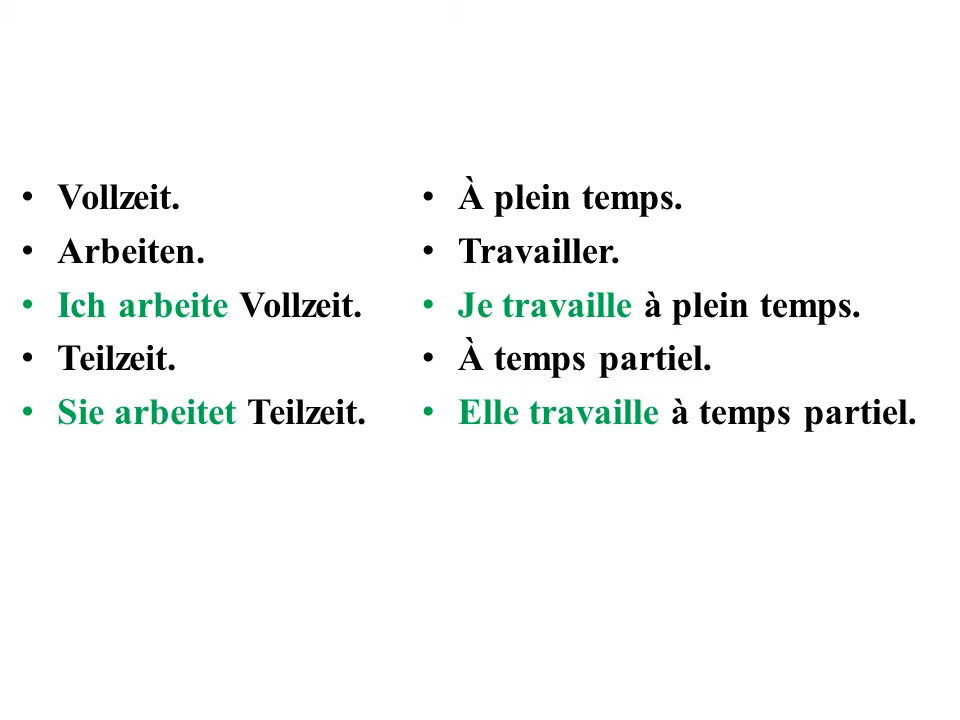 • Vollzeit.
• Arbeiten.
• Ich arbeite Vollzeit.
• Teilzeit.
• Sie arbeitet Teilzeit.
• À plein temps.
• Travailler.
• Je travaille à plein temps.
• À temps partiel.
• Elle travaille à temps partiel.